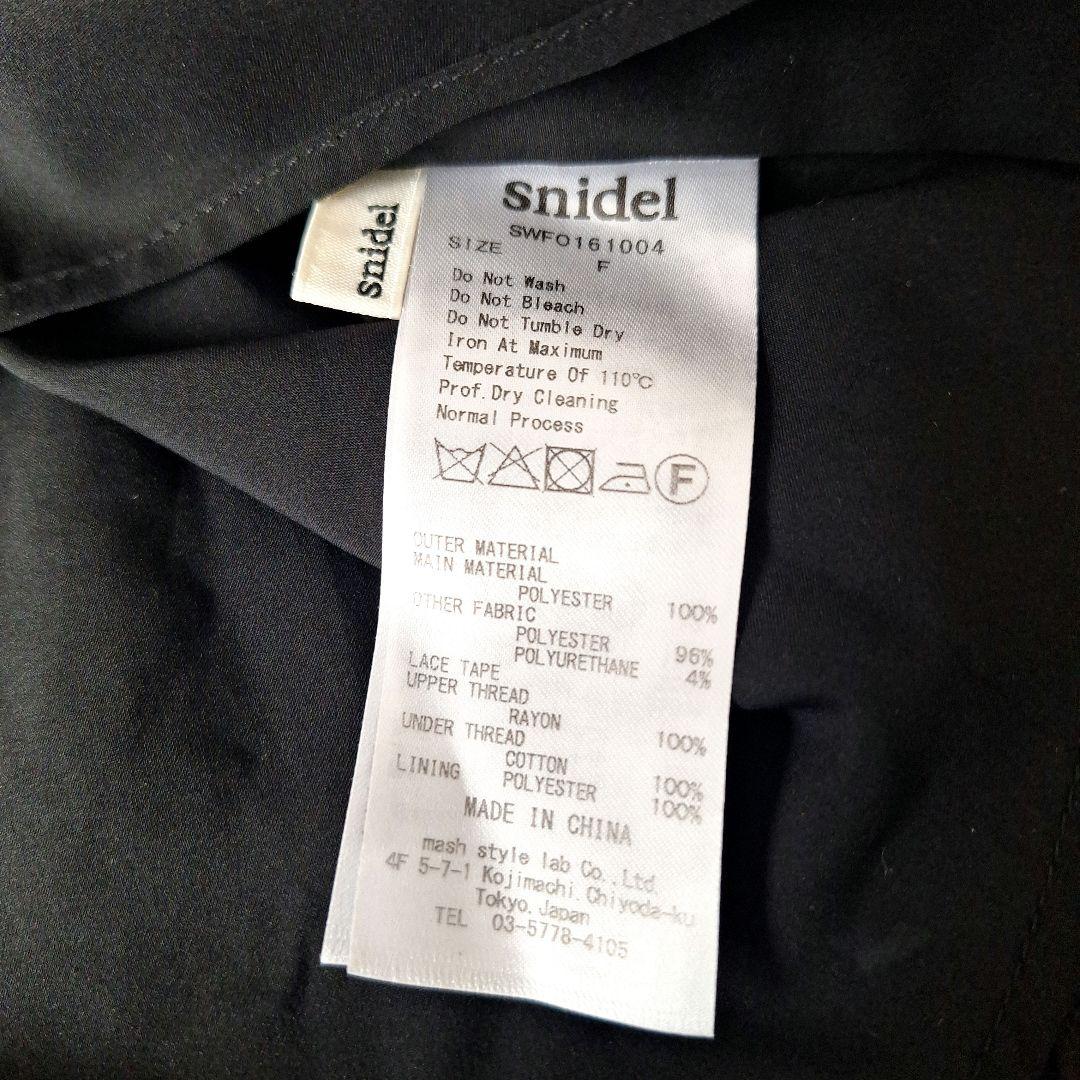 snidel
snidel
SWFO161004
SIZE F
Do Not Wash
Do Not Bleach
Do Not Tumble Dry
Iron At Maximum
Temperature Of 110℃
Prof.Dry Cleaning
Normal Process
F
OUTER MATERIAL
MAIN MATERIAL
POLYESTER 100%
OTHER FABRIC
POLYESTER 96%
POLYURETHANE 4%
LACE TAPE
UPPER THREAD
RAYON 100%
UNDER THREAD
COTTON 100%
LINING POLYESTER 100%
MADE IN CHINA
mash style lab Co.,Ltd.
4F 5-7-1 Kojimachi.Chiyoda-ku
Tokyo.Japan
TEL 03-5778-4105